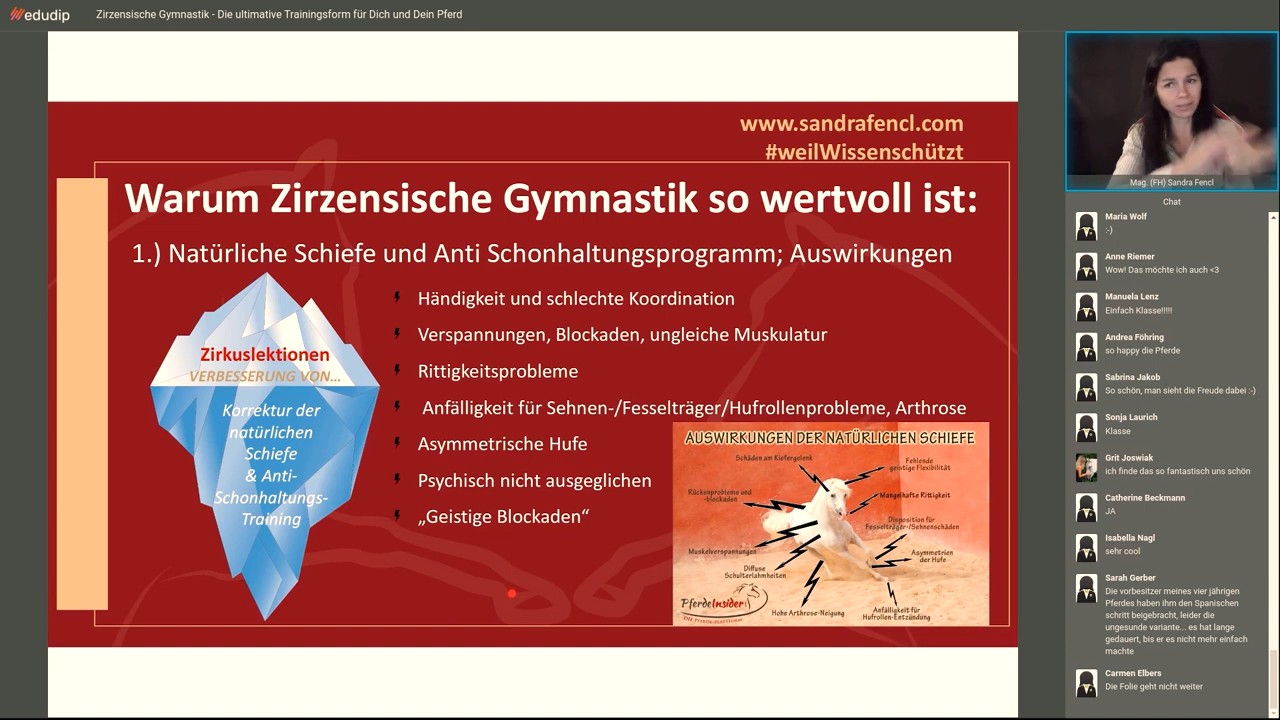 edudip
Zirzensische Gymnastik - Die ultimative Trainingsform für Dich und Dein Pferd
www.sandrafencl.com
#weilWissenschützt
Warum Zirzensische Gymnastik so wertvoll ist:
1.) Natürliche Schiefe und Anti Schonhaltungsprogramm; Auswirkungen
Zirkuslektionen
VERBESSERUNG VON...
Korrektur der
natürlichen
Schiefe
& Anti-
Schonhaltungs-
Training
Händigkeit und schlechte Koordination
Verspannungen, Blockaden, ungleiche Muskulatur
Rittigkeitsprobleme
Anfälligkeit für Sehnen-/Fesselträger/Hufrollenprobleme, Arthrose
Asymmetrische Hufe
Psychisch nicht ausgeglichen
„Geistige Blockaden“
AUSWIRKUNGEN DER NATÜRLICHEN SCHIEFE
Schäden am Kiefergelenk
Fehlende
geistige Flexibilität
Rückenprobleme und
-blockaden
Mangelhafte Rittigkeit
Disposition für
Fesselträger-/Sehnenschäden
Muskelverspannungen
Asymmetrien
der Hufe
Diffuse
Schulterlahmheiten
Hohe Arthrose-Neigung
Anfälligkeit für
Hufrollen-Entzündung
PferdeInsider
DIE PFERDE-PLATTFORM
Mag. (FH) Sandra Fencl
Chat
Maria Wolf
:-)
Anne Riemer
Wow! Das möchte ich auch <3
Manuela Lenz
Einfach Klasse!!!!!
Andrea Föhring
so happy die Pferde
Sabrina Jakob
So schön, man sieht die Freude dabei :-)
Sonja Laurich
Klasse
Grit Joswiak
ich finde das so fantastisch uns schön
Catherine Beckmann
JA
Isabella Nagl
sehr cool
Sarah Gerber
Die vorbesitzer meines vier jährigen
Pferdes haben ihm den Spanischen
schritt beigebracht, leider die
ungesunde variante... es hat lange
gedauert, bis er es nicht mehr einfach
machte
Carmen Elbers
Die Folie geht nicht weiter